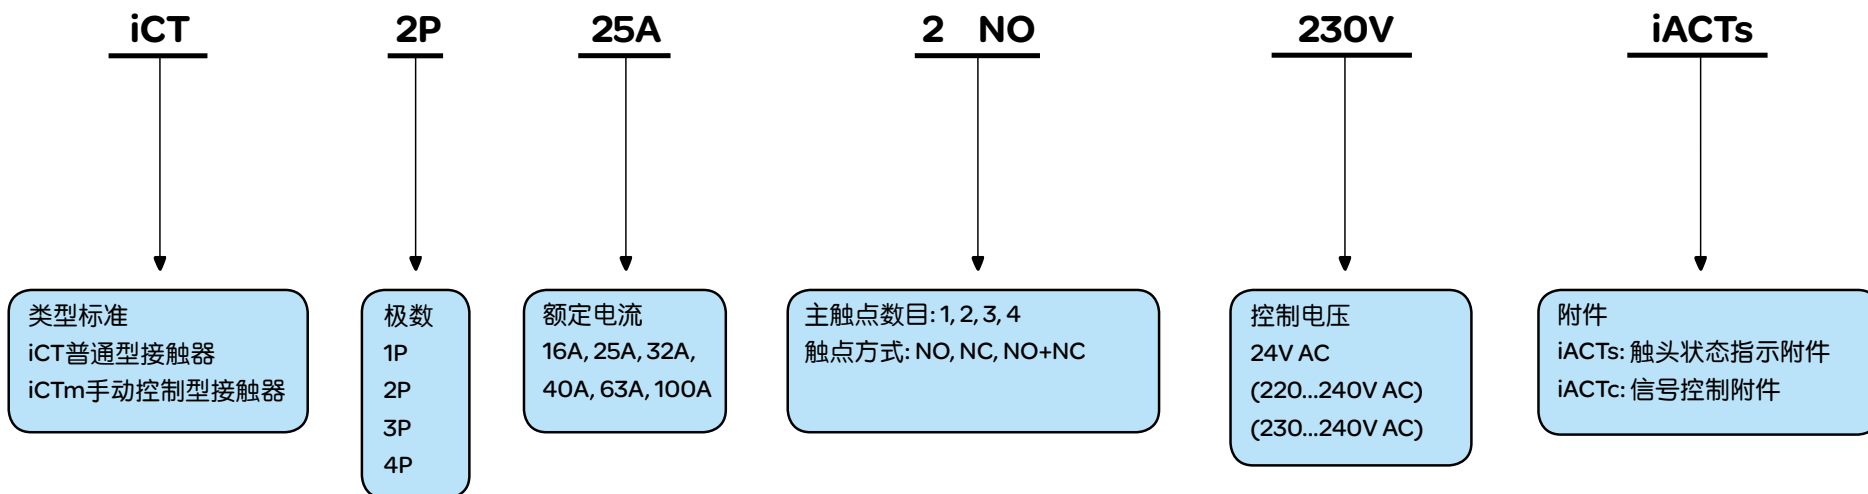 iCT 2P 25A 2 NO 230V iACTs
类型标准
iCT普通型接触器
iCTm手动控制型接触器
极数
1P
2P
3P
4P
额定电流
16A, 25A, 32A,
40A, 63A, 100A
主触点数目: 1, 2, 3, 4
触点方式: NO, NC, NO+NC
控制电压
24V AC
(220...240V AC)
(230...240V AC)
附件
iACTs: 触头状态指示附件
iACTc: 信号控制附件